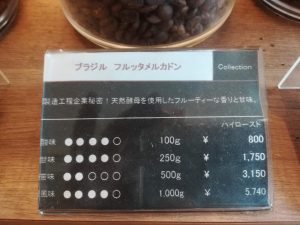 ブラジル フルッタメルカドン
Collection
製造工程企業秘密!天然酵母を使用したフルーティーな香りと甘味。
ハイロースト
酸味 ●●●●○ 100g ¥ 800
甘味 ●●●●○ 250g ¥ 1,750
苦味 ●○○○○ 500g ¥ 3,150
風味 ●●●●○ 1,000g ¥ 5,740